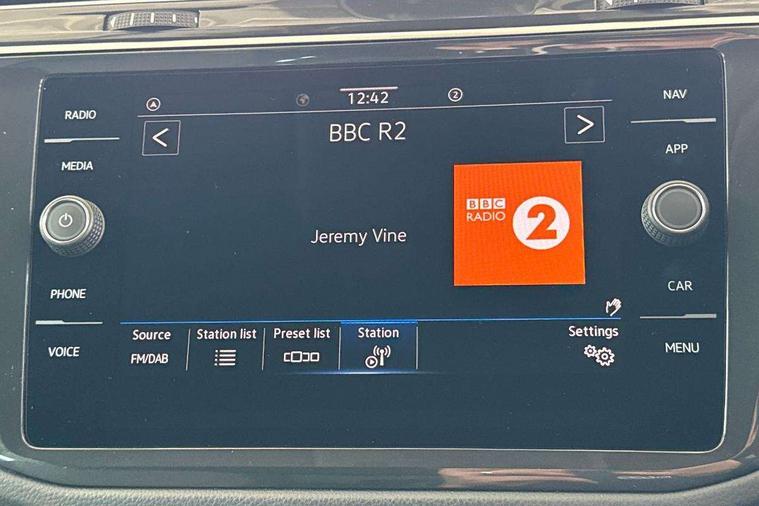 RADIO
MEDIA
PHONE
VOICE
A
12:42
2
<
BBC R2
>
Jeremy Vine
BBC
RADIO
2
Source
FM/DAB
Station list
Preset list
Station
Settings
NAV
APP
CAR
MENU